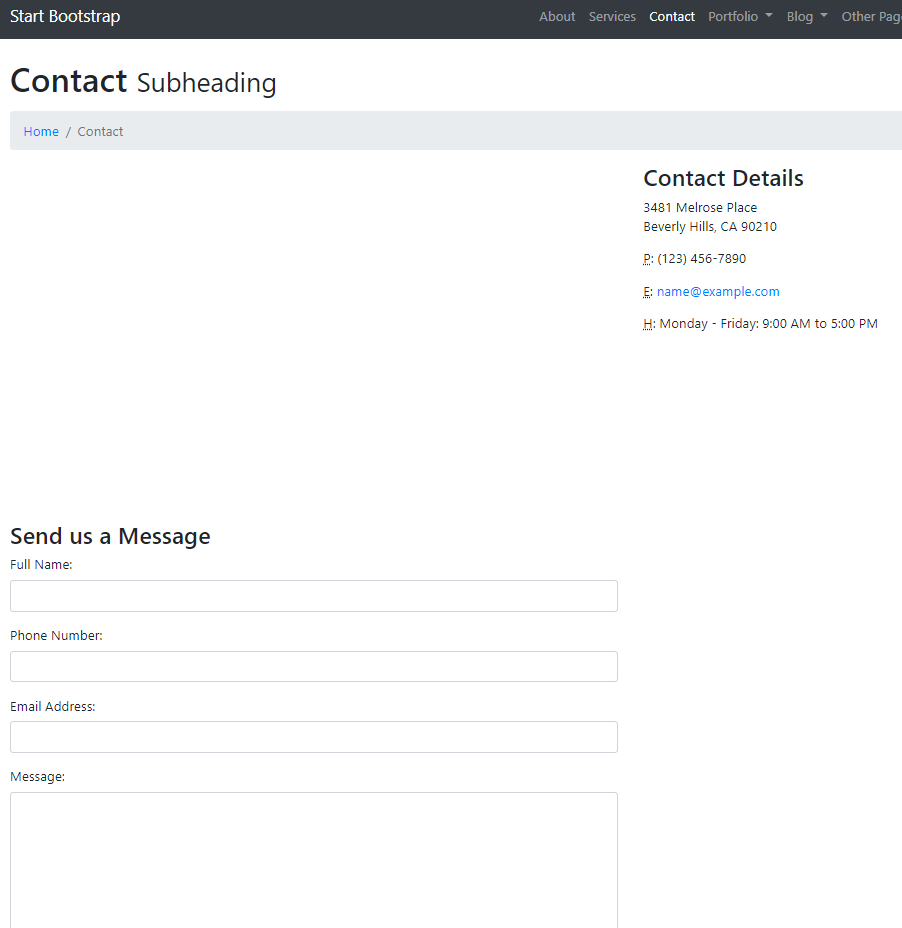 Start Bootstrap
About Services Contact Portfolio Blog Other Pag
Contact Subheading
Home / Contact
Contact Details
3481 Melrose Place
Beverly Hills, CA 90210
P: (123) 456-7890
E: name@example.com
H: Monday - Friday: 9:00 AM to 5:00 PM
Send us a Message
Full Name:
Phone Number:
Email Address:
Message: